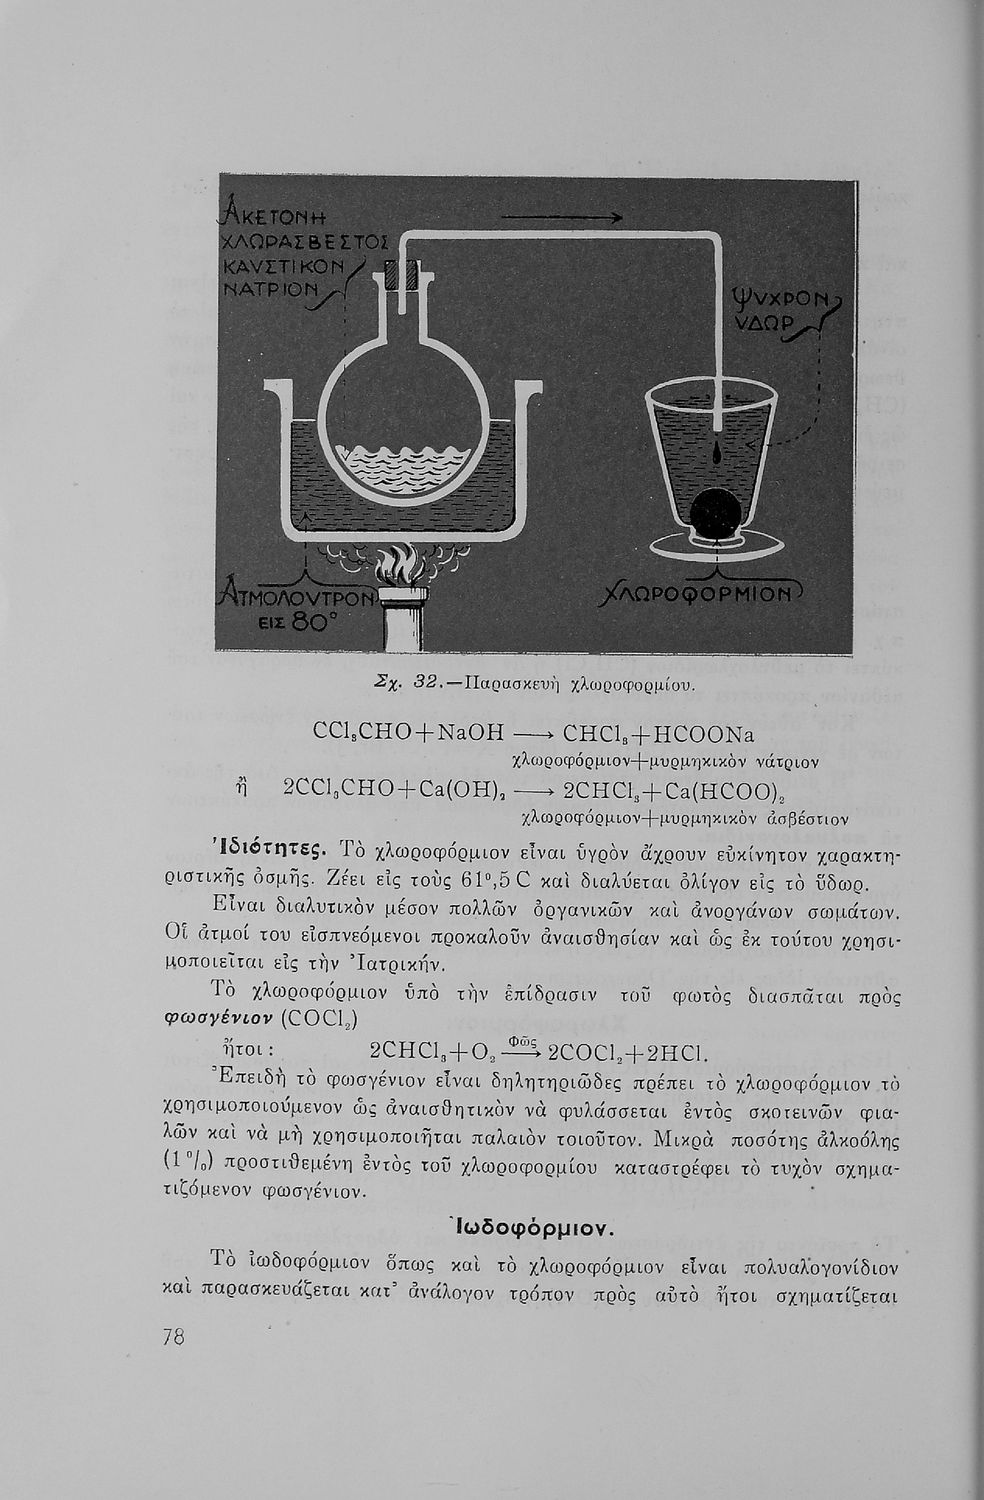 ΑΚΕΤΟΝΗ
ΧΛΩΡΑΣΒΕΣΤΟΣ
ΚΑΥΣΤΙΚΟΝ
ΝΑΤΡΙΟΝ
ΨΥΧΡΟΝ
ΥΔΩΡ
ΑΤΜΟΛΟΥΤΡΟΝ
ΕΙΣ 80°
ΧΛΩΡΟΦΟΡΜΙΟΝ
Σχ. 32.—Παρασκευὴ χλωροφορμίου.
CCl₃CHO+NaOH ⟶ CHCl₃+HCOONa
χλωροφόρμιον+μυρμηκικὸν νάτριον
ἢ 2CCl₃CHO+Ca(OH)₂ ⟶ 2CHCl₃+Ca(HCOO)₂
χλωροφόρμιον+μυρμηκικὸν ἀσβέστιον
Ἰδιότητες. Τὸ χλωροφόρμιον εἶναι ὑγρὸν ἄχρουν εὐκίνητον χαρακτη-
ριστικῆς ὀσμῆς. Ζέει εἰς τοὺς 61°,5 C καὶ διαλύεται ὀλίγον εἰς τὸ ὕδωρ.
Εἶναι διαλυτικὸν μέσον πολλῶν ὀργανικῶν καὶ ἀνοργάνων σωμάτων.
Οἱ ἀτμοί του εἰσπνεόμενοι προκαλοῦν ἀναισθησίαν καὶ ὡς ἐκ τούτου χρησι-
μοποιεῖται εἰς τὴν Ἰατρικήν.
Τὸ χλωροφόρμιον ὑπὸ τὴν ἐπίδρασιν τοῦ φωτὸς διασπᾶται πρὸς
φωσγένιον (COCl₂)
ἤτοι : 2CHCl₃+O₂ —Φῶς→ 2COCl₂+2HCl.
Ἐπειδὴ τὸ φωσγένιον εἶναι δηλητηριῶδες πρέπει τὸ χλωροφόρμιον τὸ
χρησιμοποιούμενον ὡς ἀναισθητικὸν νὰ φυλάσσεται ἐντὸς σκοτεινῶν φια-
λῶν καὶ νὰ μὴ χρησιμοποιῆται παλαιὸν τοιοῦτον. Μικρὰ ποσότης ἀλκοόλης
(1 °/₀) προστιθεμένη ἐντὸς τοῦ χλωροφορμίου καταστρέφει τὸ τυχὸν σχημα-
τιζόμενον φωσγένιον.
Ἰωδοφόρμιον.
Τὸ ἰωδοφόρμιον ὅπως καὶ τὸ χλωροφόρμιον εἶναι πολυαλογονίδιον
καὶ παρασκευάζεται κατ' ἀνάλογον τρόπον πρὸς αὐτὸ ἤτοι σχηματίζεται
78